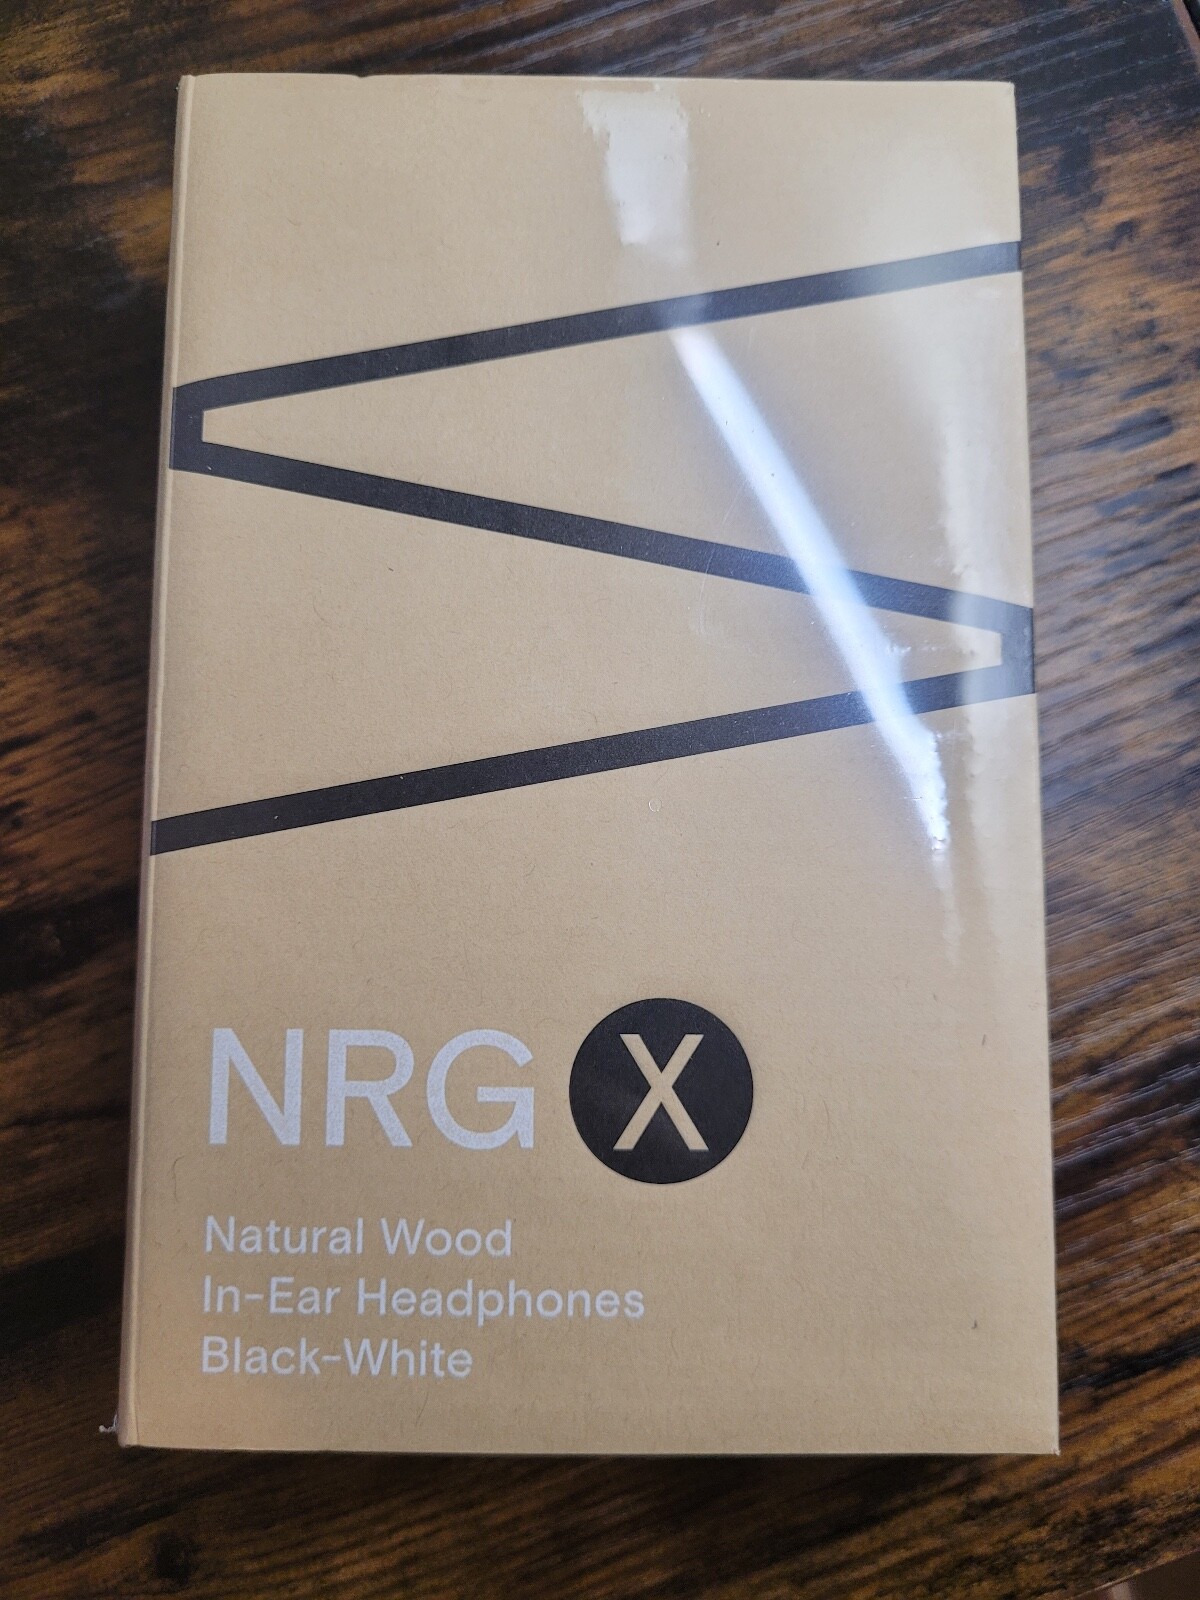 NRG X
Natural Wood
In-Ear Headphones
Black-White